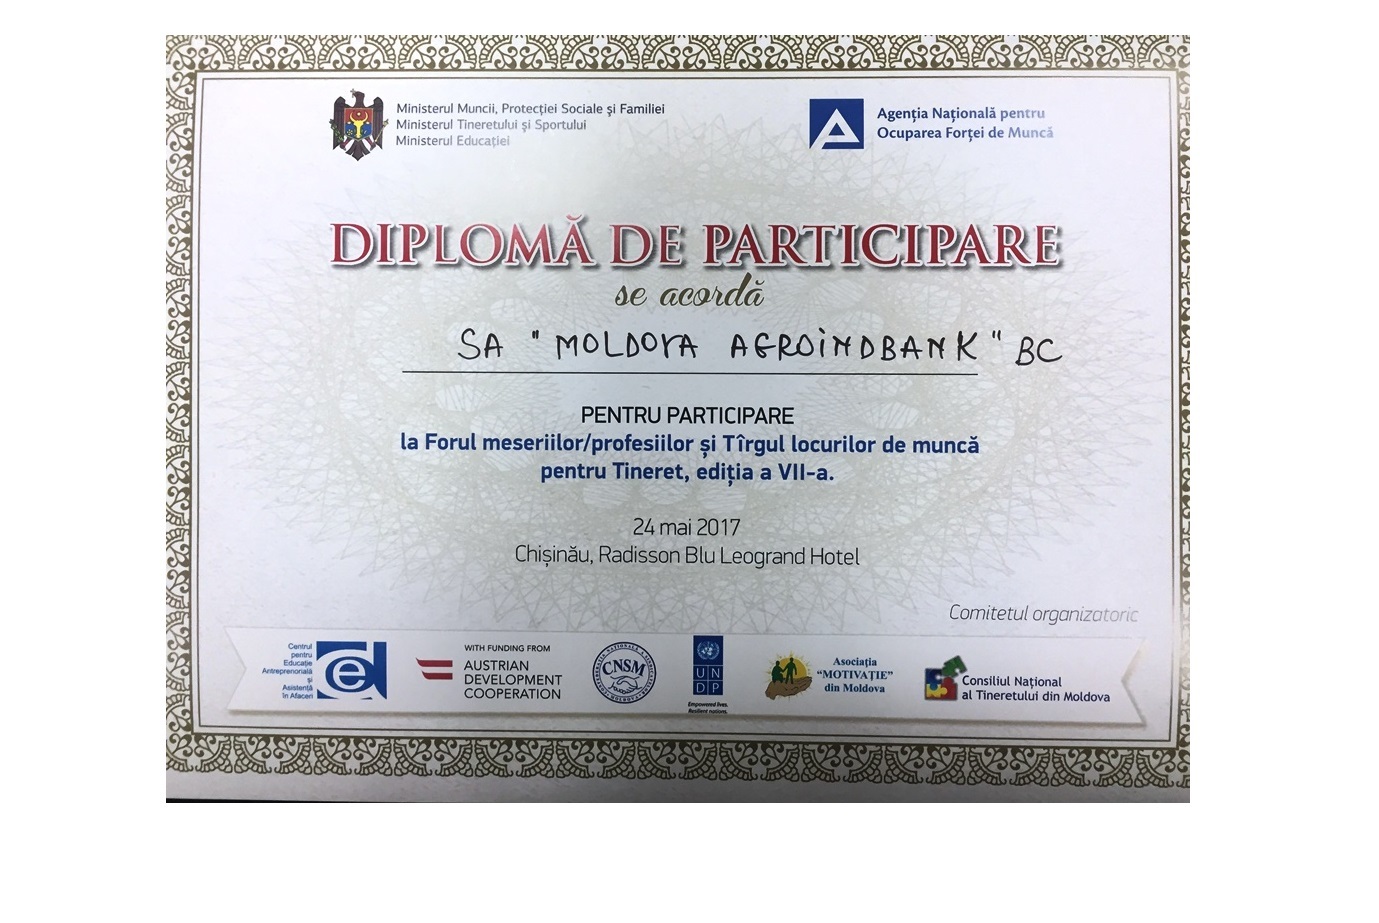 Ministerul Muncii, Protecției Sociale și Familiei
Ministerul Tineretului și Sportului
Ministerul Educației
Agenția Națională pentru
Ocuparea Forței de Muncă
DIPLOMĂ DE PARTICIPARE
se acordă
SA "MOLDOVA AGROINDBANK" BC
PENTRU PARTICIPARE
la Forul meseriilor/profesiilor și Tîrgul locurilor de muncă
pentru Tineret, ediția a VII-a.
24 mai 2017
Chișinău, Radisson Blu Leogrand Hotel
Comitetul organizatoric
Centrul
pentru
Educație
Antreprenorială
și
Asistență
în Afaceri
WITH FUNDING FROM
AUSTRIAN
DEVELOPMENT
COOPERATION
CNSM
UN
DP
Empowered lives.
Resilient nations.
Asociația
"MOTIVAȚIE"
din Moldova
Consiliul Național
al Tineretului din Moldova